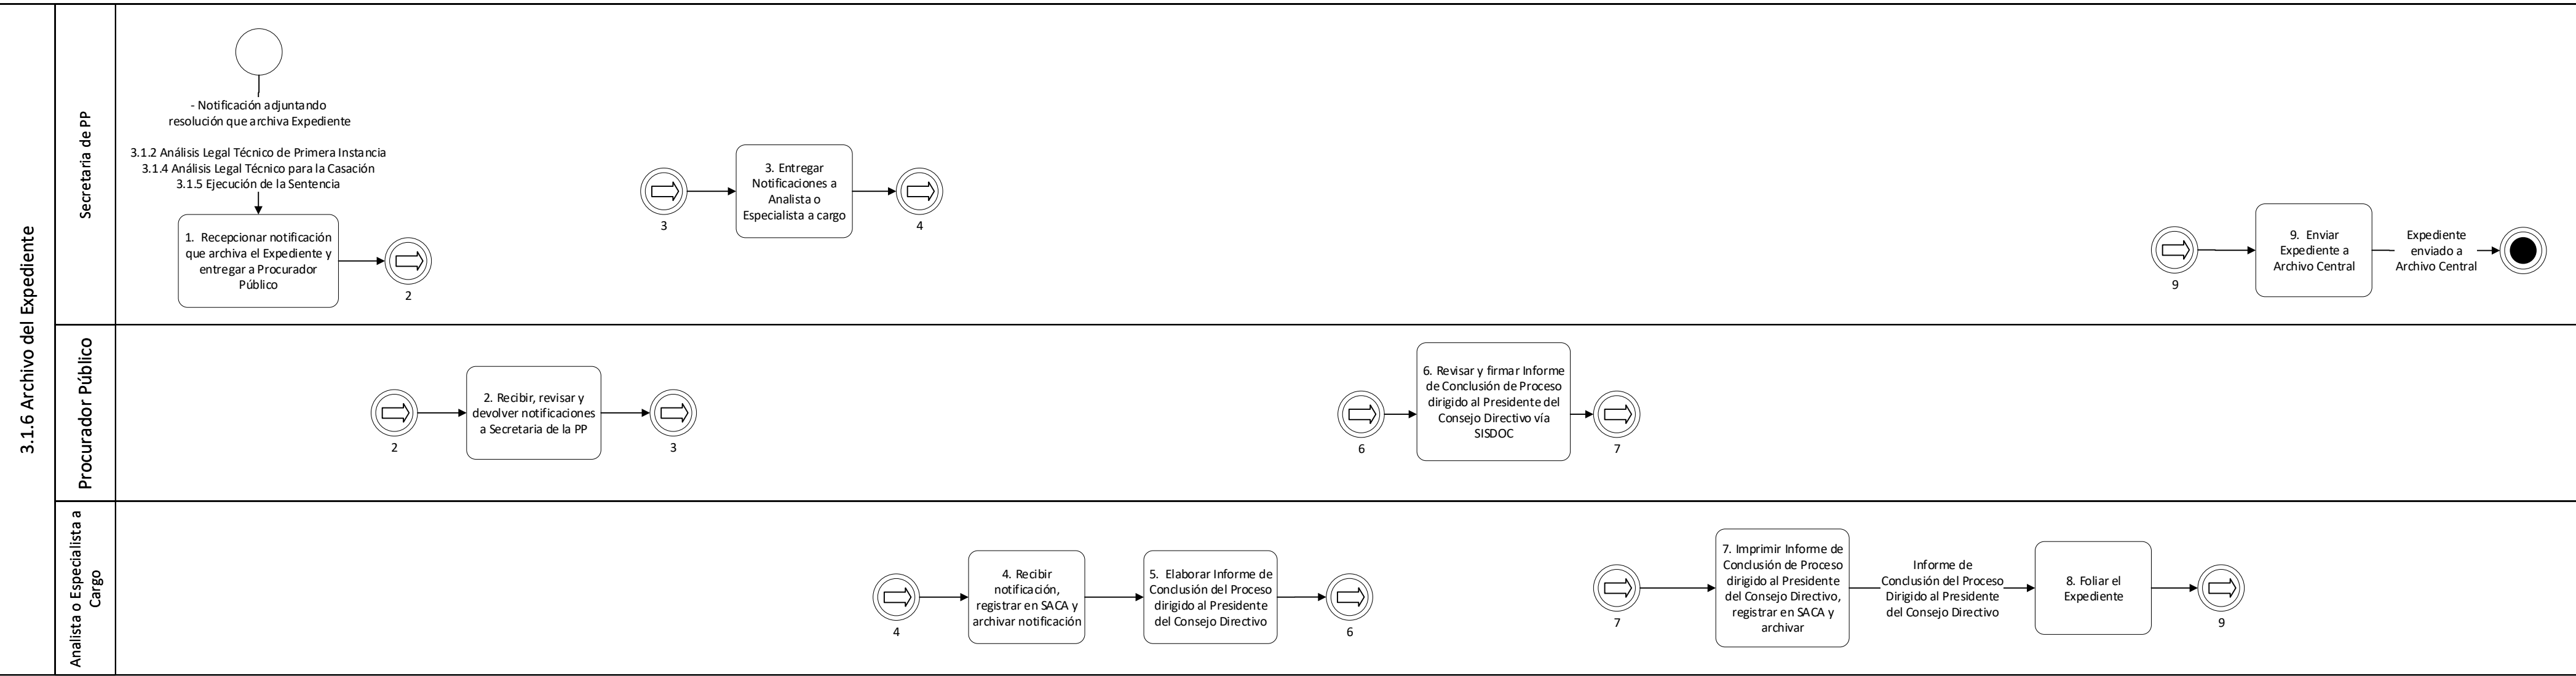 3.1.6 Archivo del Expediente
Secretaria de PP
- Notificación adjuntando
resolución que archiva Expediente
3.1.2 Análisis Legal Técnico de Primera Instancia
3.1.4 Análisis Legal Técnico para la Casación
3.1.5 Ejecución de la Sentencia
1. Recepcionar notificación
que archiva el Expediente y
entregar a Procurador
Público
2
3
3. Entregar
Notificaciones a
Analista o
Especialista a cargo
4
9
9. Enviar
Expediente a
Archivo Central
Expediente
enviado a
Archivo Central
Procurador Público
2
2. Recibir, revisar y
devolver notificaciones
a Secretaria de la PP
3
6
6. Revisar y firmar Informe
de Conclusión de Proceso
dirigido al Presidente del
Consejo Directivo vía
SISDOC
7
Analista o Especialista a
Cargo
4
4. Recibir
notificación,
registrar en SACA y
archivar notificación
5. Elaborar Informe de
Conclusión del Proceso
dirigido al Presidente
del Consejo Directivo
6
7
7. Imprimir Informe de
Conclusión de Proceso
dirigido al Presidente
del Consejo Directivo,
registrar en SACA y
archivar
Informe de
Conclusión del Proceso
Dirigido al Presidente
del Consejo Directivo
8. Foliar el
Expediente
9